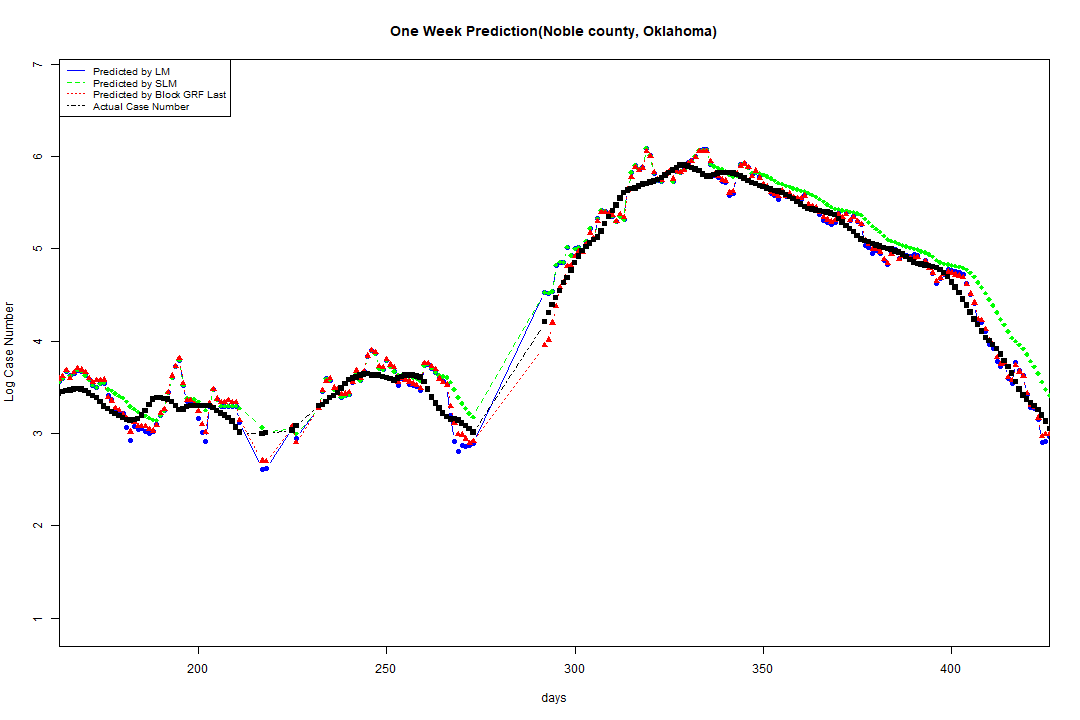 One Week Prediction(Noble county, Oklahoma)
Predicted by LM
Predicted by SLM
Predicted by Block GRF Last
Actual Case Number
Log Case Number
7
6
5
4
3
2
1
200 250 300 350 400
days